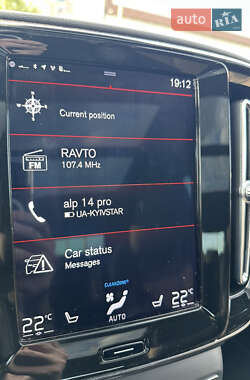 auto RIA
19:12
Current position
FM
RAVTO
107.4 MHz
alp 14 pro
UA-KYIVSTAR
Car status
Messages
CLEANZONE
22°C
AUTO
22°C